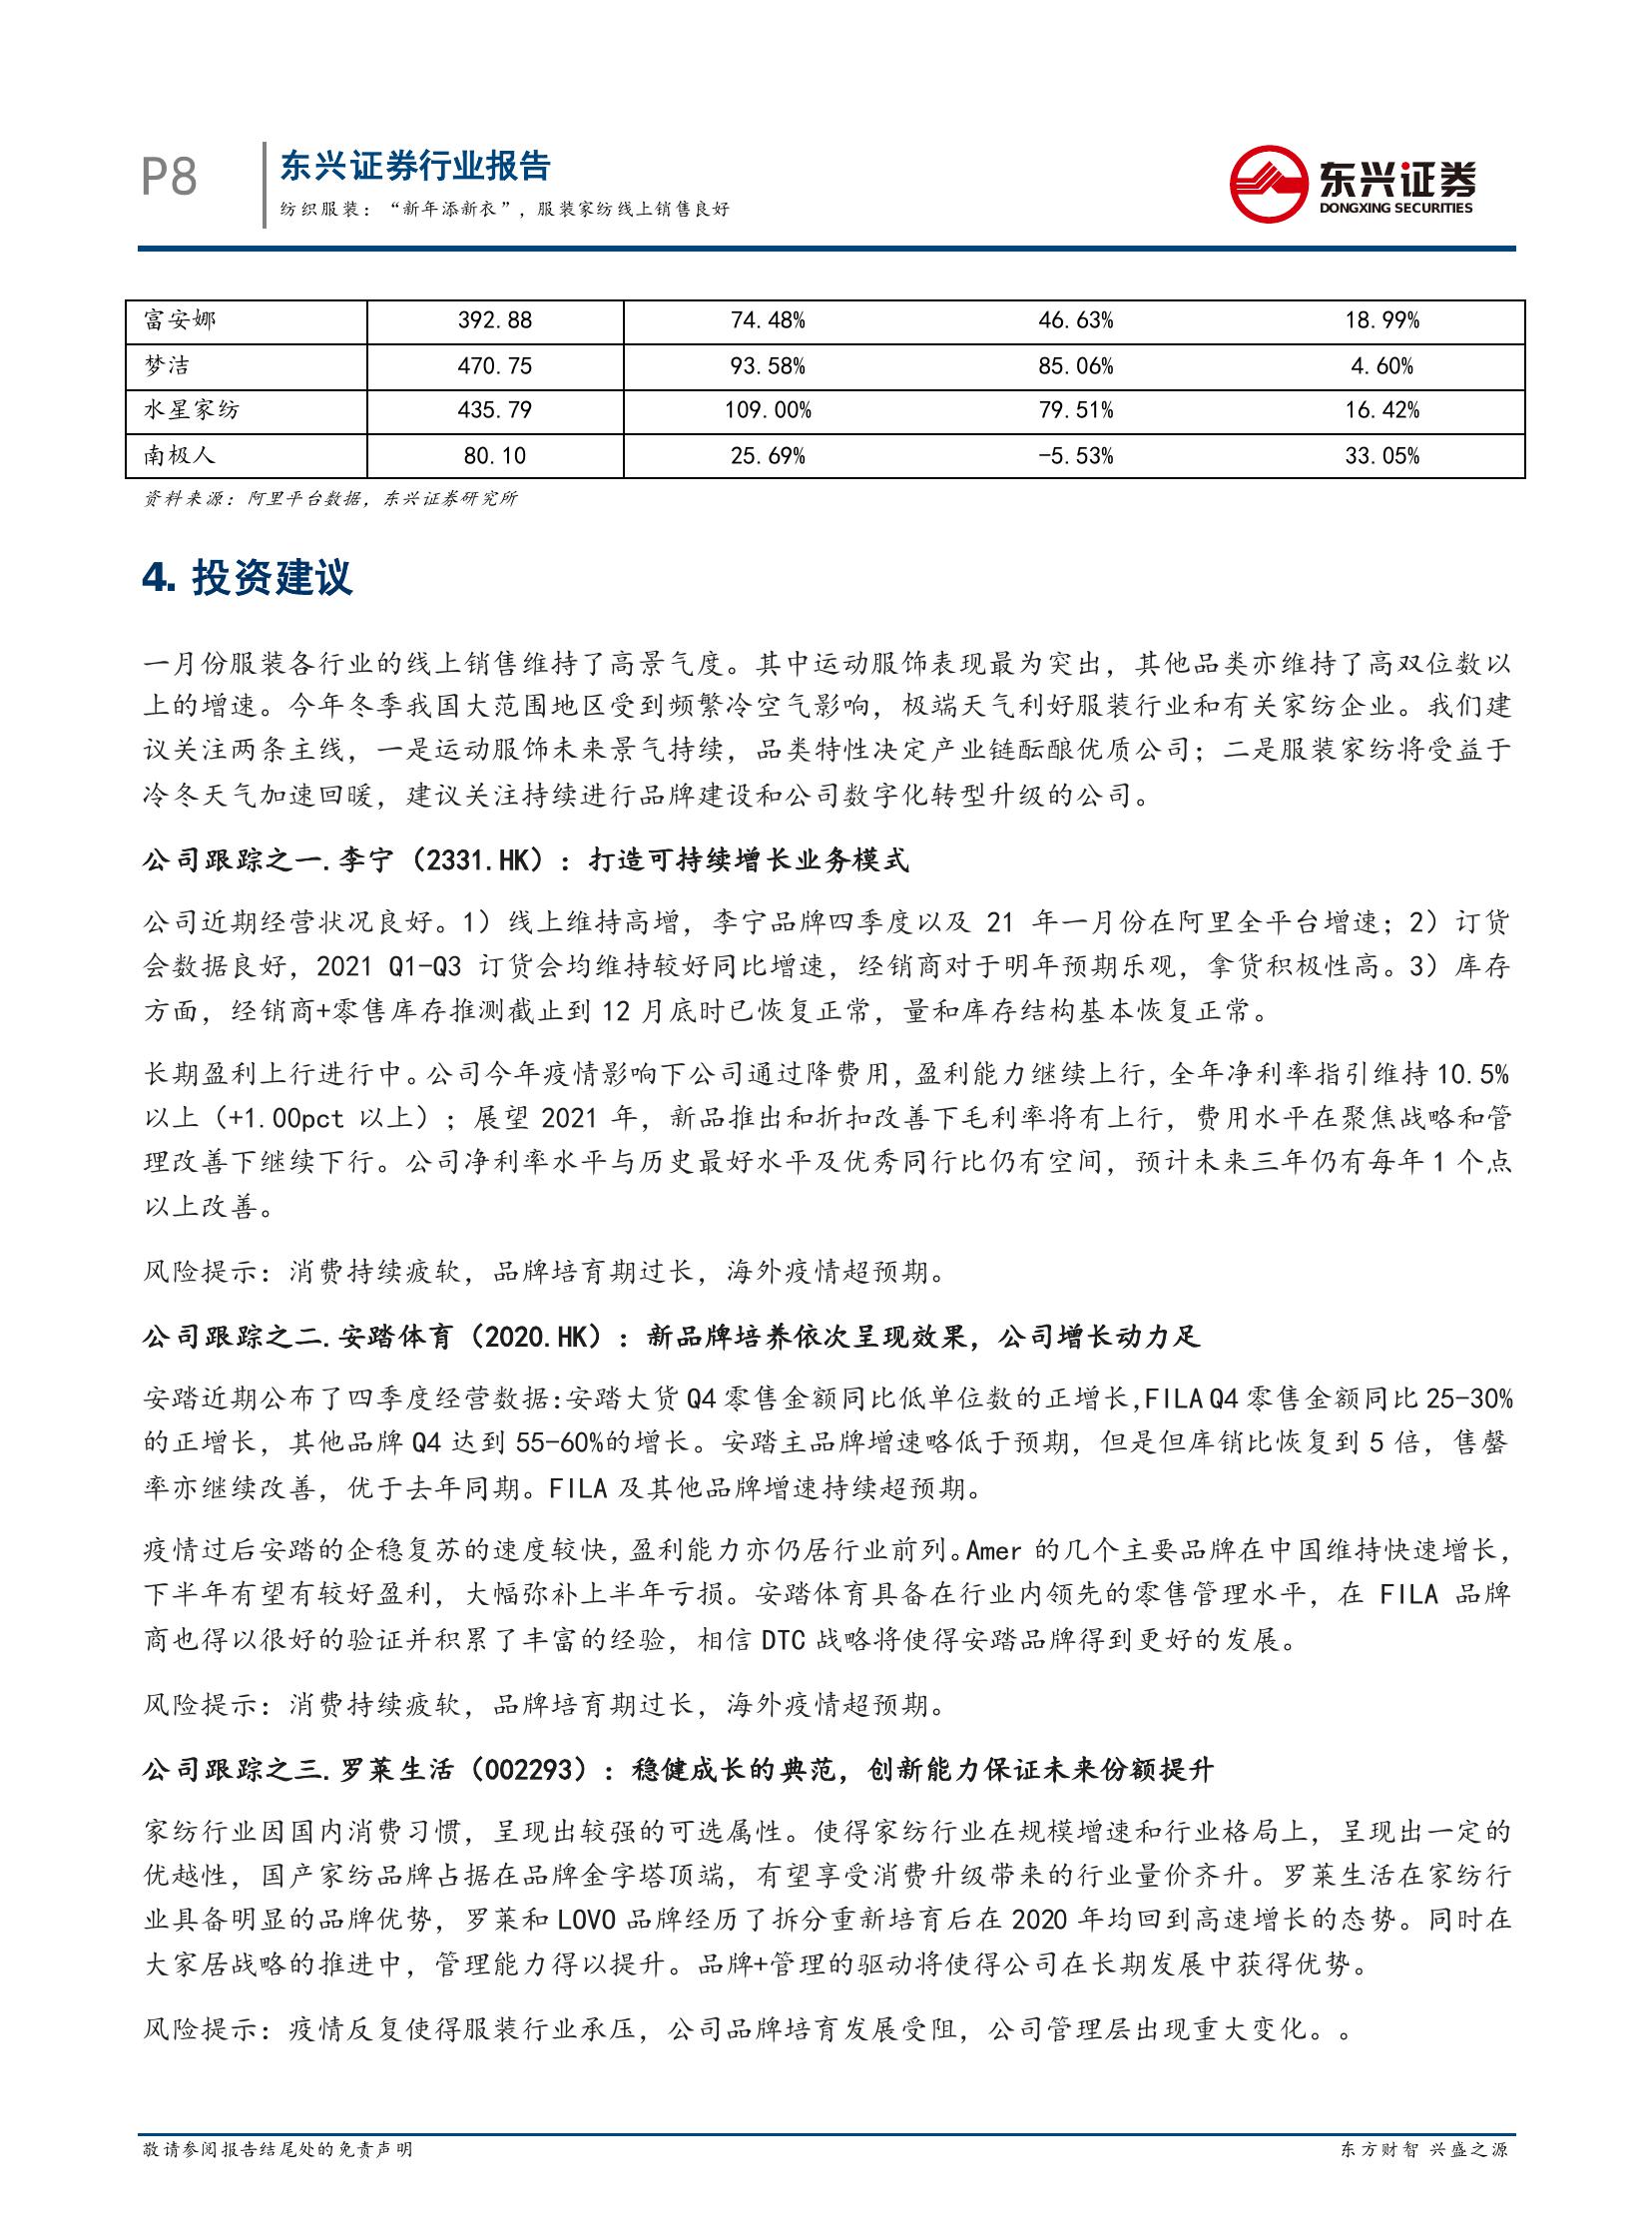 P8
东兴证券行业报告
纺织服装：“新年添新衣”，服装家纺线上销售良好
东兴证券
DONGXING SECURITIES
富安娜 392.88 74.48% 46.63% 18.99%
梦洁 470.75 93.58% 85.06% 4.60%
水星家纺 435.79 109.00% 79.51% 16.42%
南极人 80.10 25.69% -5.53% 33.05%
资料来源：阿里平台数据，东兴证券研究所
4. 投资建议
一月份服装各行业的线上销售维持了高景气度。其中运动服饰表现最为突出，其他品类亦维持了高双位数以
上的增速。今年冬季我国大范围地区受到频繁冷空气影响，极端天气利好服装行业和有关家纺企业。我们建
议关注两条主线，一是运动服饰未来景气持续，品类特性决定产业链酝酿优质公司；二是服装家纺将受益于
冷冬天气加速回暖，建议关注持续进行品牌建设和公司数字化转型升级的公司。
公司跟踪之一.李宁（2331.HK）：打造可持续增长业务模式
公司近期经营状况良好。1）线上维持高增，李宁品牌四季度以及 21 年一月份在阿里全平台增速；2）订货
会数据良好，2021 Q1-Q3 订货会均维持较好同比增速，经销商对于明年预期乐观，拿货积极性高。3）库存
方面，经销商+零售库存推测截止到 12 月底时已恢复正常，量和库存结构基本恢复正常。
长期盈利上行进行中。公司今年疫情影响下公司通过降费用，盈利能力继续上行，全年净利率指引维持 10.5%
以上（+1.00pct 以上）；展望 2021 年，新品推出和折扣改善下毛利率将有上行，费用水平在聚焦战略和管
理改善下继续下行。公司净利率水平与历史最好水平及优秀同行比仍有空间，预计未来三年仍有每年 1 个点
以上改善。
风险提示：消费持续疲软，品牌培育期过长，海外疫情超预期。
公司跟踪之二.安踏体育（2020.HK）：新品牌培养依次呈现效果，公司增长动力足
安踏近期公布了四季度经营数据：安踏大货 Q4 零售金额同比低单位数的正增长，FILA Q4 零售金额同比 25-30%
的正增长，其他品牌 Q4 达到 55-60%的增长。安踏主品牌增速略低于预期，但是但库销比恢复到 5 倍，售罄
率亦继续改善，优于去年同期。FILA 及其他品牌增速持续超预期。
疫情过后安踏的企稳复苏的速度较快，盈利能力亦仍居行业前列。Amer 的几个主要品牌在中国维持快速增长，
下半年有望有较好盈利，大幅弥补上半年亏损。安踏体育具备在行业内领先的零售管理水平，在 FILA 品牌
商也得以很好的验证并积累了丰富的经验，相信 DTC 战略将使得安踏品牌得到更好的发展。
风险提示：消费持续疲软，品牌培育期过长，海外疫情超预期。
公司跟踪之三.罗莱生活（002293）：稳健成长的典范，创新能力保证未来份额提升
家纺行业因国内消费习惯，呈现出较强的可选属性。使得家纺行业在规模增速和行业格局上，呈现出一定的
优越性，国产家纺品牌占据在品牌金字塔顶端，有望享受消费升级带来的行业量价齐升。罗莱生活在家纺行
业具备明显的品牌优势，罗莱和 LOVO 品牌经历了拆分重新培育后在 2020 年均回到高速增长的态势。同时在
大家居战略的推进中，管理能力得以提升。品牌+管理的驱动将使得公司在长期发展中获得优势。
风险提示：疫情反复使得服装行业承压，公司品牌培育发展受阻，公司管理层出现重大变化。。
敬请参阅报告结尾处的免责声明
东方财智 兴盛之源